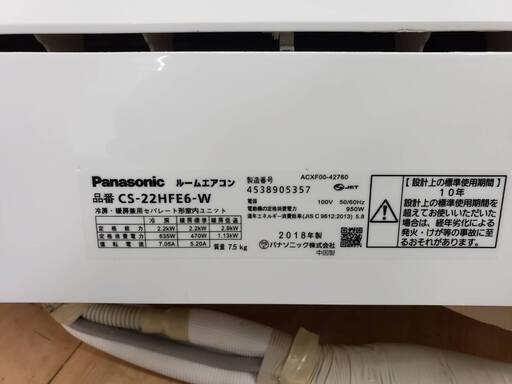 Panasonic ルームエアコン
品番 CS-22HFE6-W
冷房・暖房兼用セパレート形室内ユニット
冷房 暖房標準 暖房低温
定格能力 2.2kW 2.2kW 2.9kW
定格消費電力 635W 470W 1.13kW
運転電流 7.05A 5.20A
質量 7.5 kg
ACXF00-42760
製造番号
4538905357
JET
電源 100V 50/60Hz
電動機の定格消費電力 950W
通年エネルギー消費効率(JIS C 9612:2013) 5.8
2018年製
パナソニック株式会社
中国製
【設計上の標準使用期間】
10年
設計上の標準使用期間を
超えてお使いいただいた
場合は、経年劣化による
発火・けが等の事故に至
るおそれがあります。